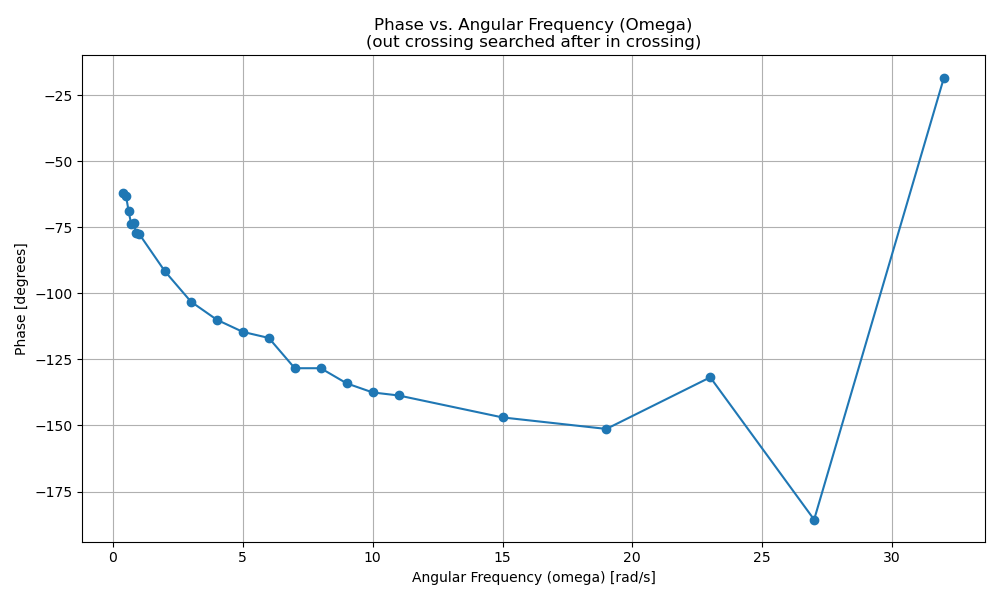 Phase vs. Angular Frequency (Omega)
(out crossing searched after in crossing)
Phase [degrees]
−25
−50
−75
−100
−125
−150
−175
0 5 10 15 20 25 30
Angular Frequency (omega) [rad/s]